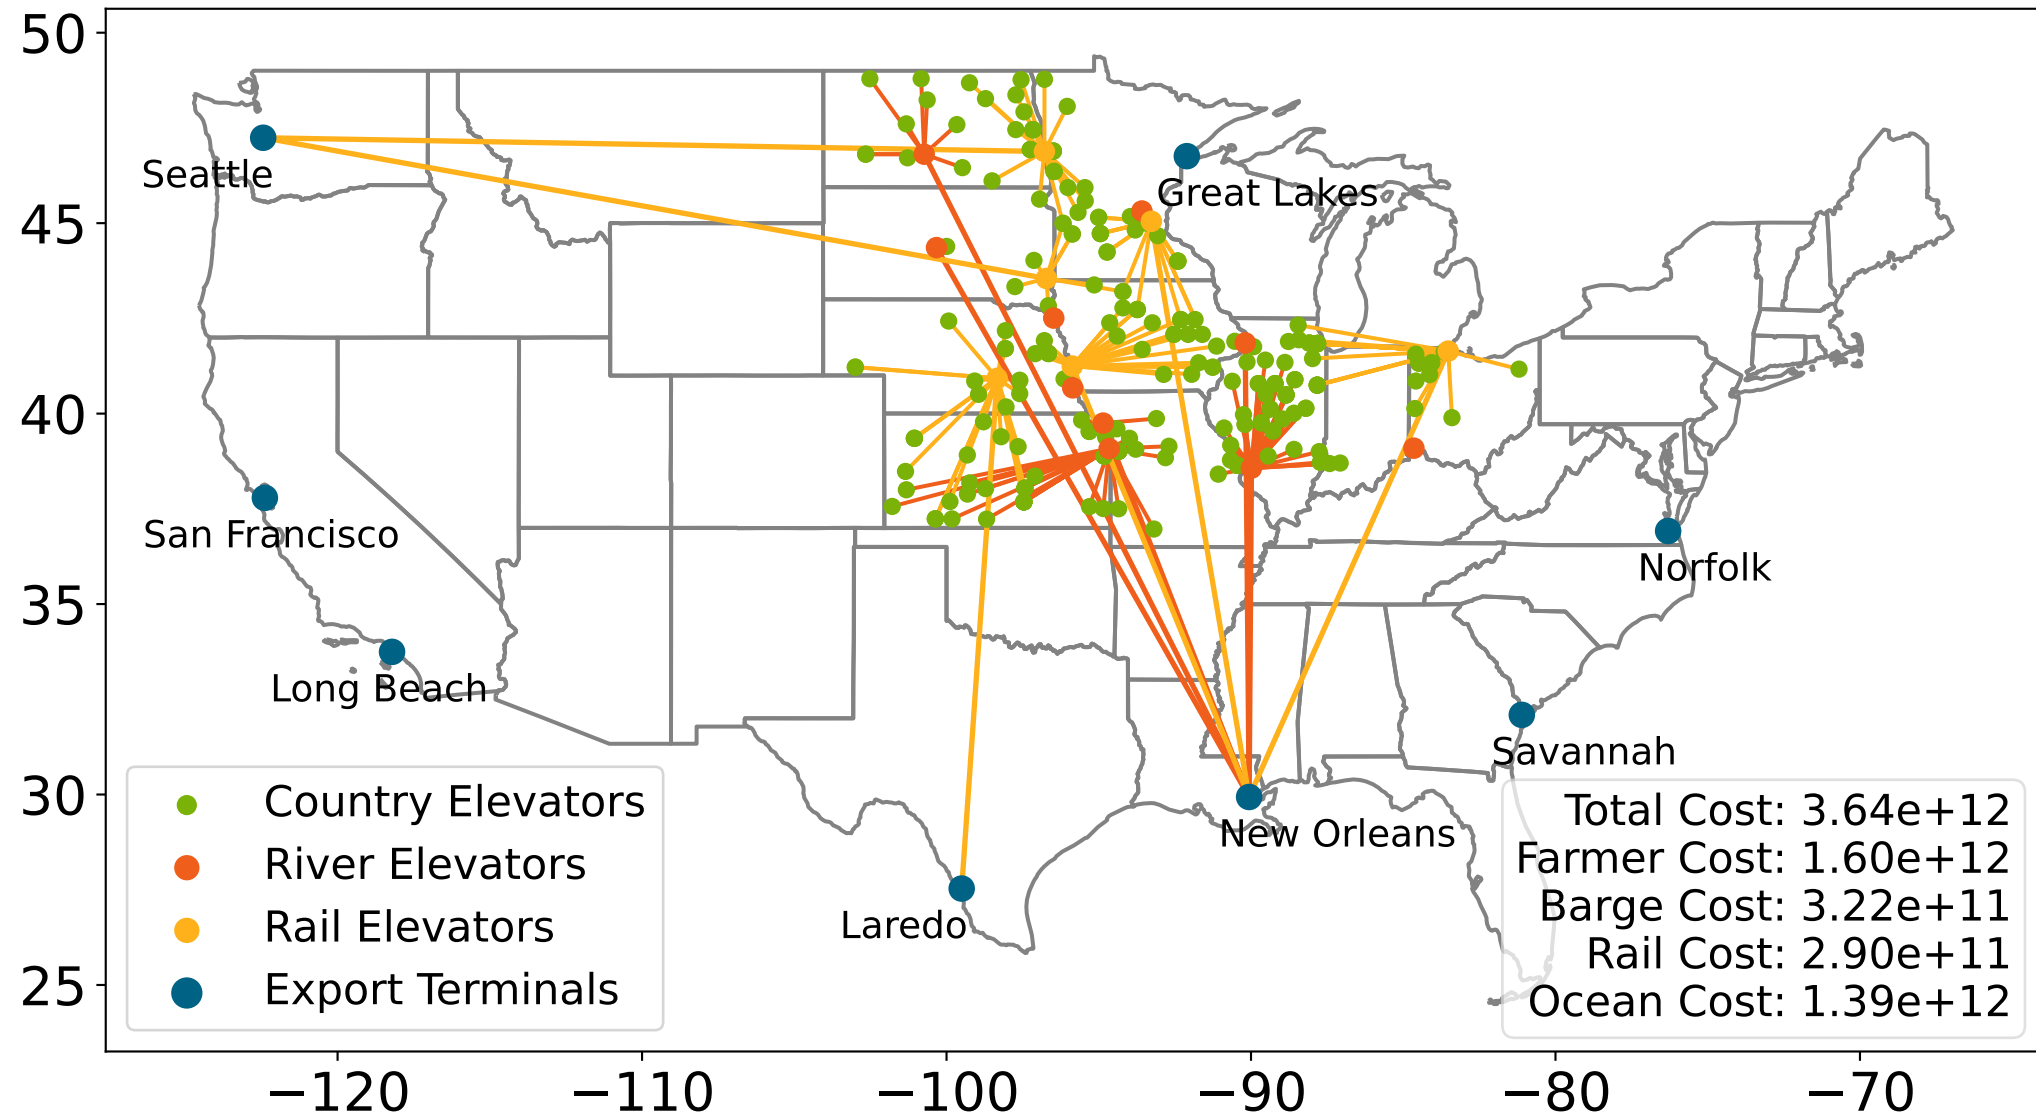 50
45
40
35
30
25
−120
−110
−100
−90
−80
−70
Seattle
Great Lakes
San Francisco
Norfolk
Long Beach
Savannah
New Orleans
Laredo
Country Elevators
River Elevators
Rail Elevators
Export Terminals
Total Cost: 3.64e+12
Farmer Cost: 1.60e+12
Barge Cost: 3.22e+11
Rail Cost: 2.90e+11
Ocean Cost: 1.39e+12